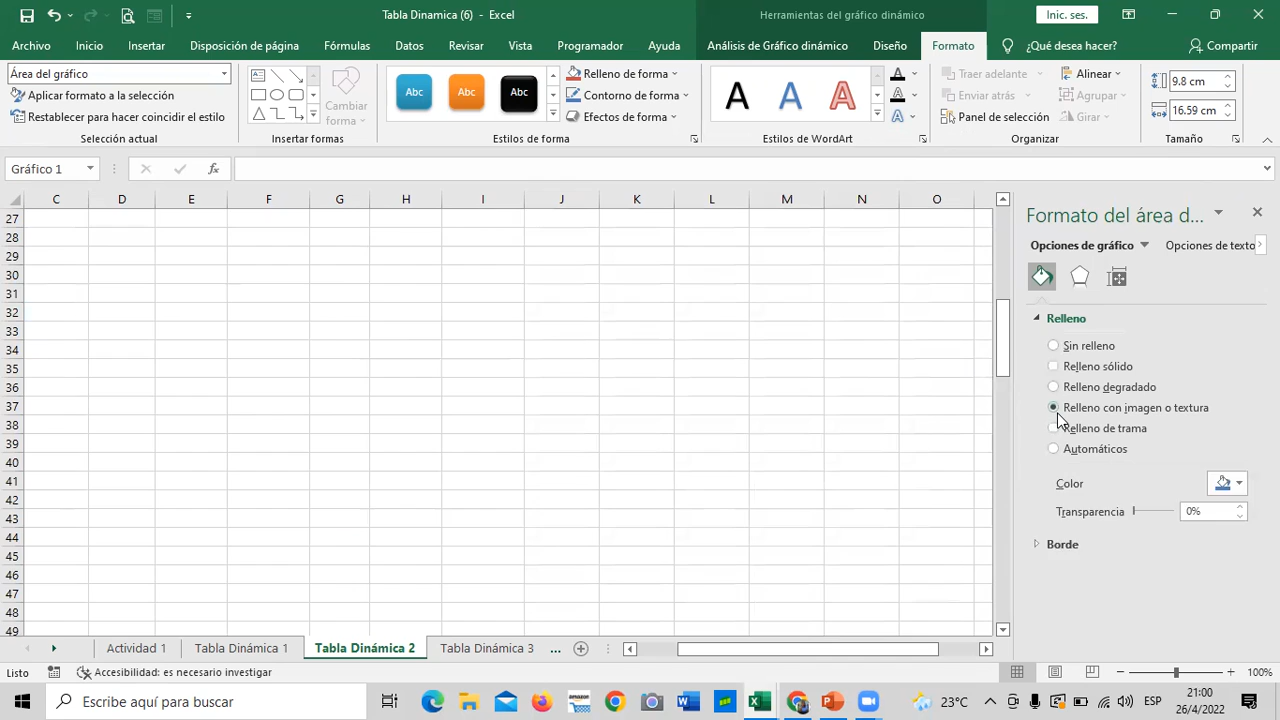 Tabla Dinamica (6) - Excel
Herramientas del gráfico dinámico
Inic. ses.
Archivo Inicio Insertar Disposición de página Fórmulas Datos Revisar Vista Programador Ayuda Análisis de Gráfico dinámico Diseño Formato ¿Qué desea hacer? Compartir
Área del gráfico
Aplicar formato a la selección
Restablecer para hacer coincidir el estilo
Selección actual
Cambiar
forma
Insertar formas
Abc Abc Abc
Relleno de forma
Contorno de forma
Efectos de forma
Estilos de forma
A A A
A
A
A
Estilos de WordArt
Traer adelante
Enviar atrás
Panel de selección
Alinear
Agrupar
Girar
Organizar
9.8 cm
16.59 cm
Tamaño
Gráfico 1
fx
C D E F G H I J K L M N O
27
28
29
30
31
32
33
34
35
36
37
38
39
40
41
42
43
44
45
46
47
48
49
Formato del área d...
Opciones de gráfico Opciones de texto
Relleno
Sin relleno
Relleno sólido
Relleno degradado
Relleno con imagen o textura
Relleno de trama
Automáticos
Color
Transparencia 0%
Borde
Actividad 1 Tabla Dinámica 1 Tabla Dinámica 2 Tabla Dinámica 3 ...
Listo Accesibilidad: es necesario investigar 100%
Escribe aquí para buscar
23°C
ESP
21:00
26/4/2022